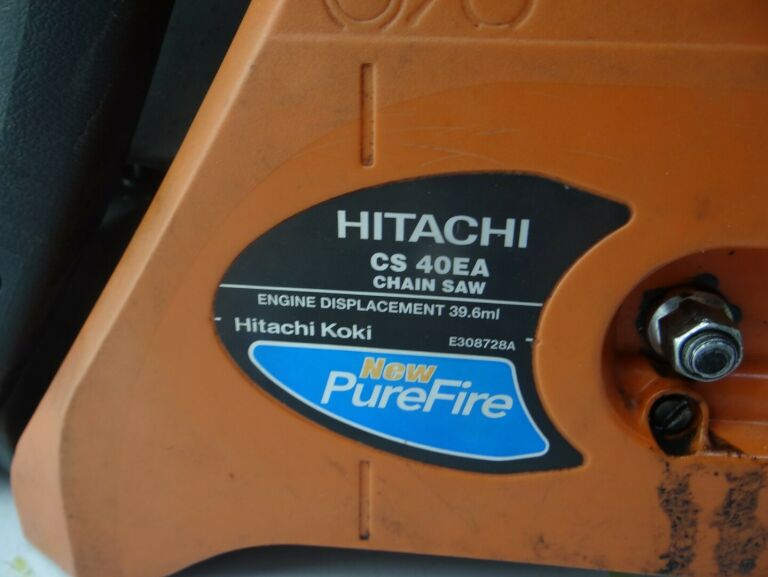 HITACHI
CS 40EA
CHAIN SAW
ENGINE DISPLACEMENT 39.6ml
Hitachi Koki E308728A
New
PureFire